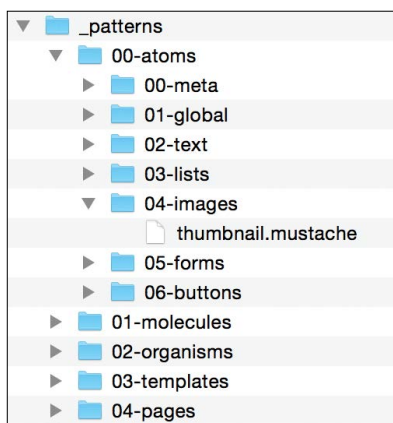 _patterns
00-atoms
00-meta
01-global
02-text
03-lists
04-images
thumbnail.mustache
05-forms
06-buttons
01-molecules
02-organisms
03-templates
04-pages